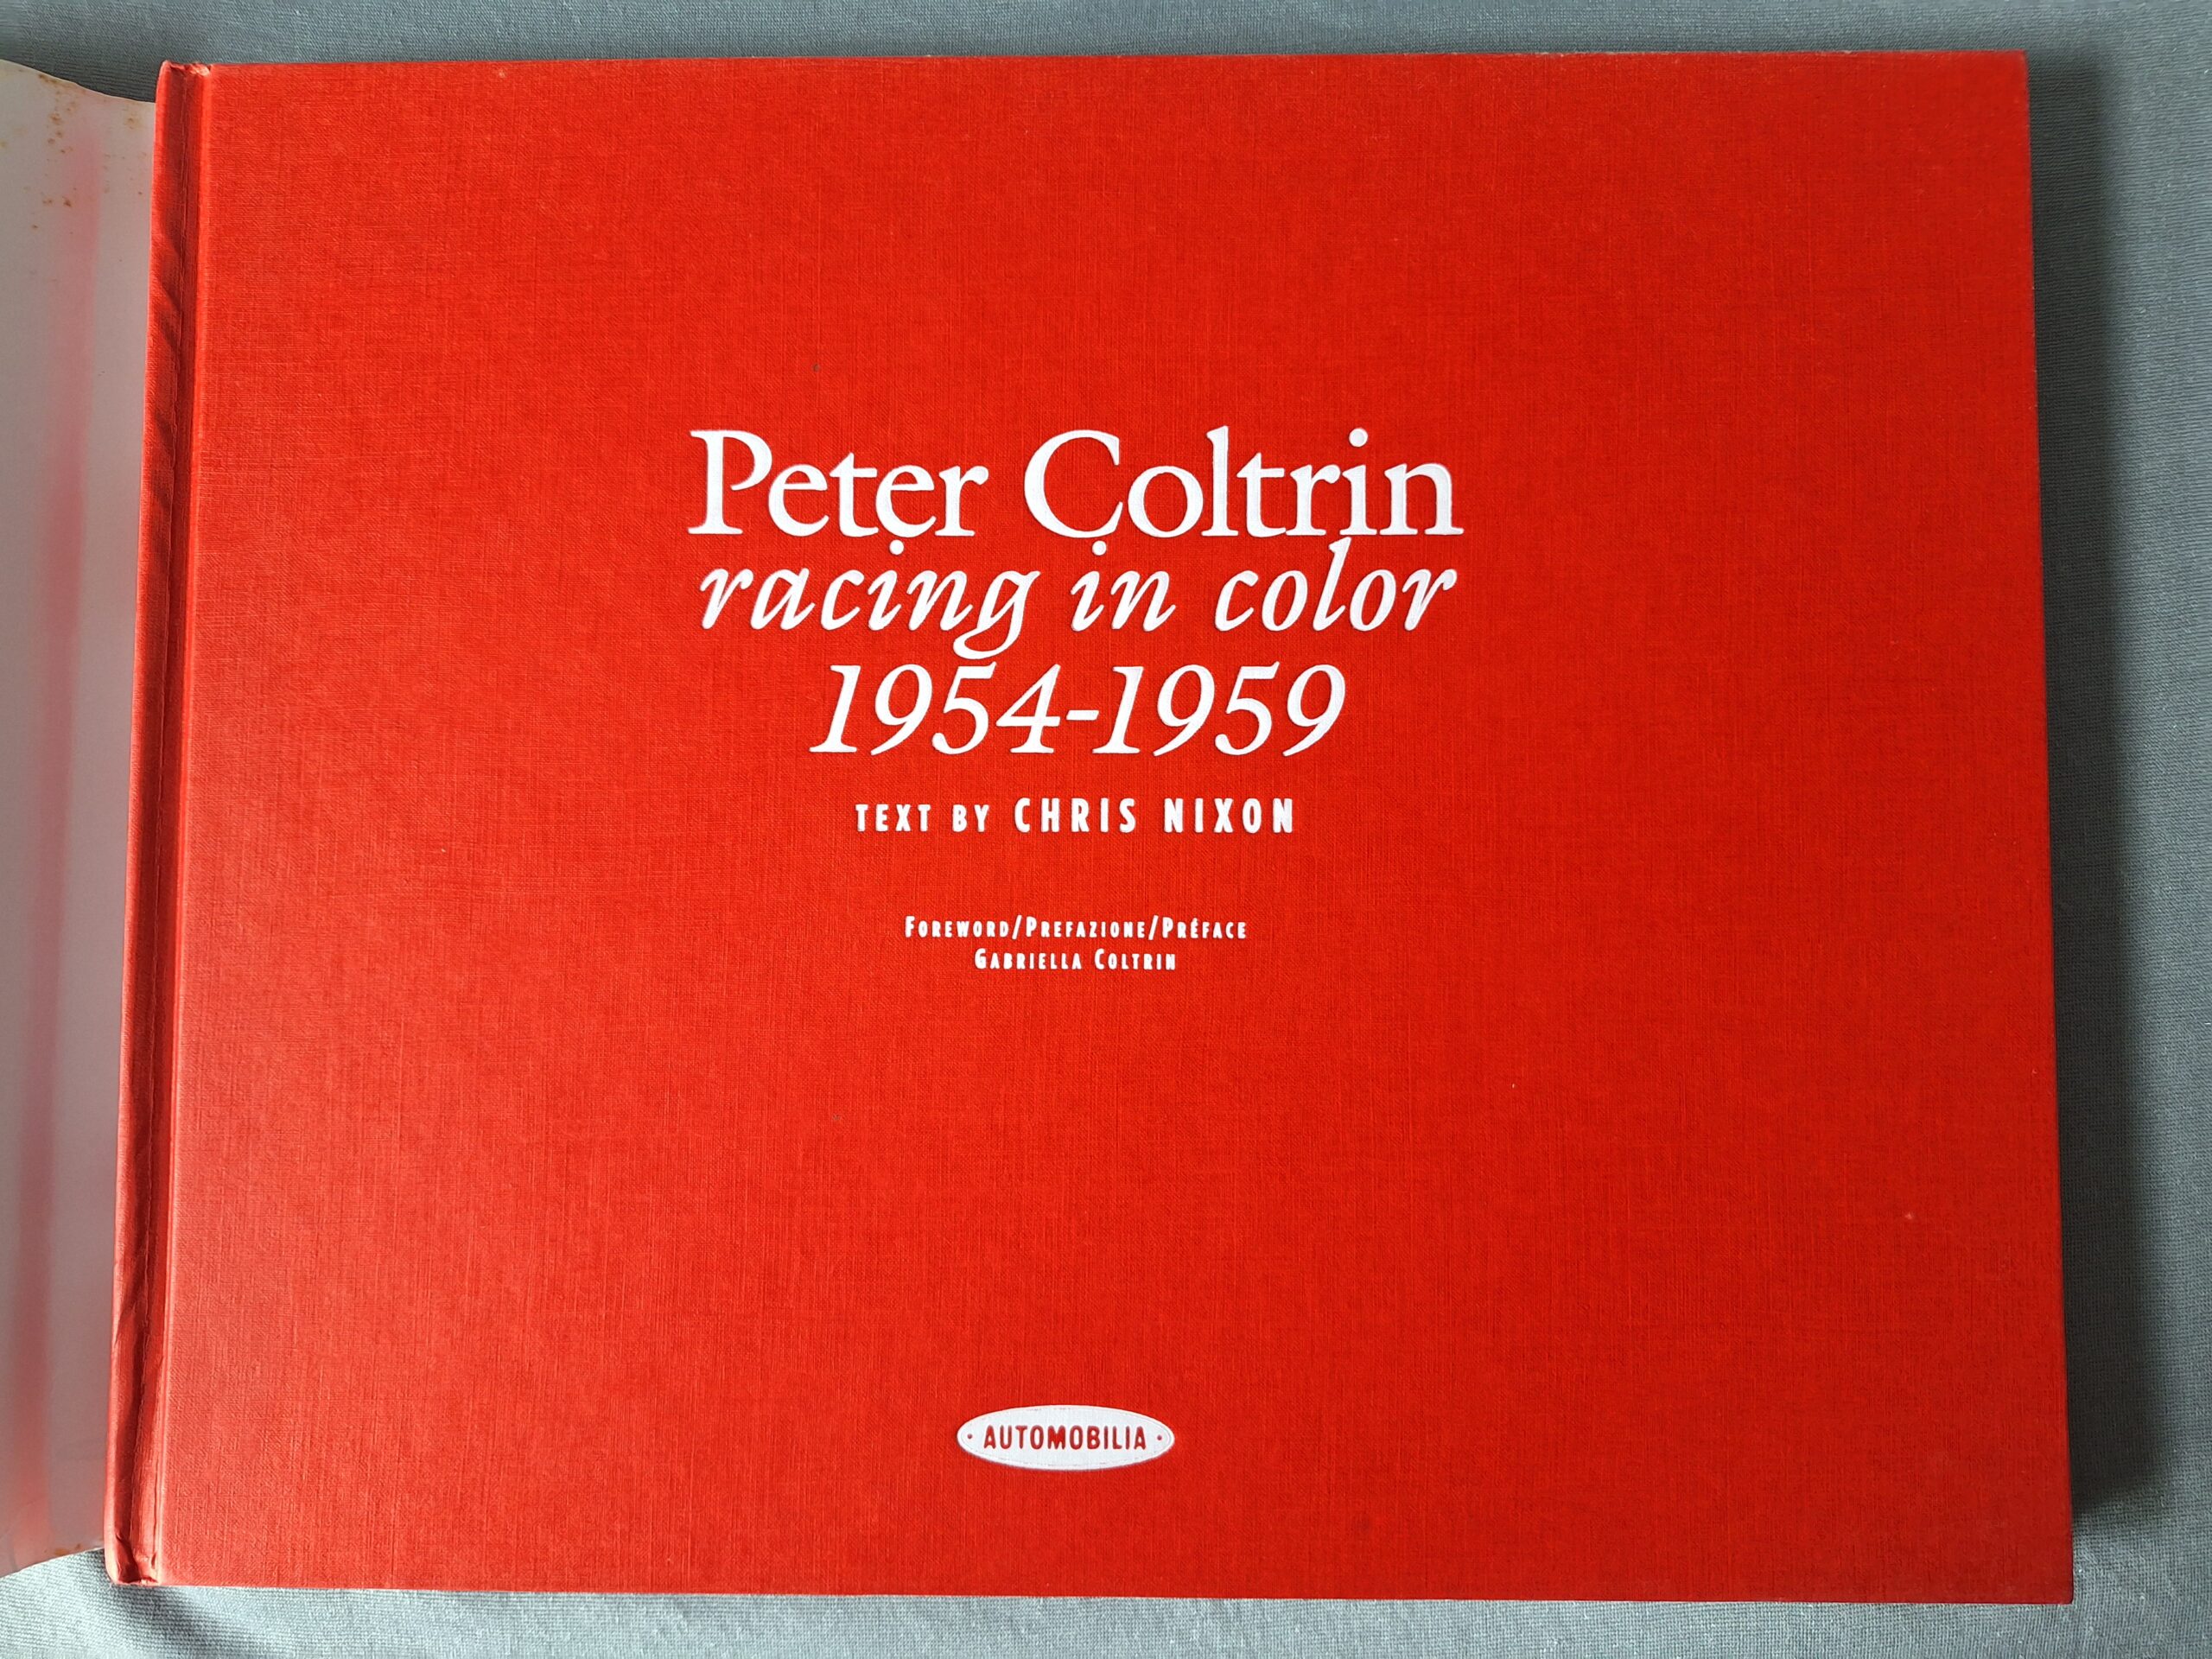 Peter Coltrin
racing in color
1954-1959
TEXT BY CHRIS NIXON
FOREWORD/PREFAZIONE/PRÉFACE
GABRIELLA COLTRIN
· AUTOMOBILIA ·